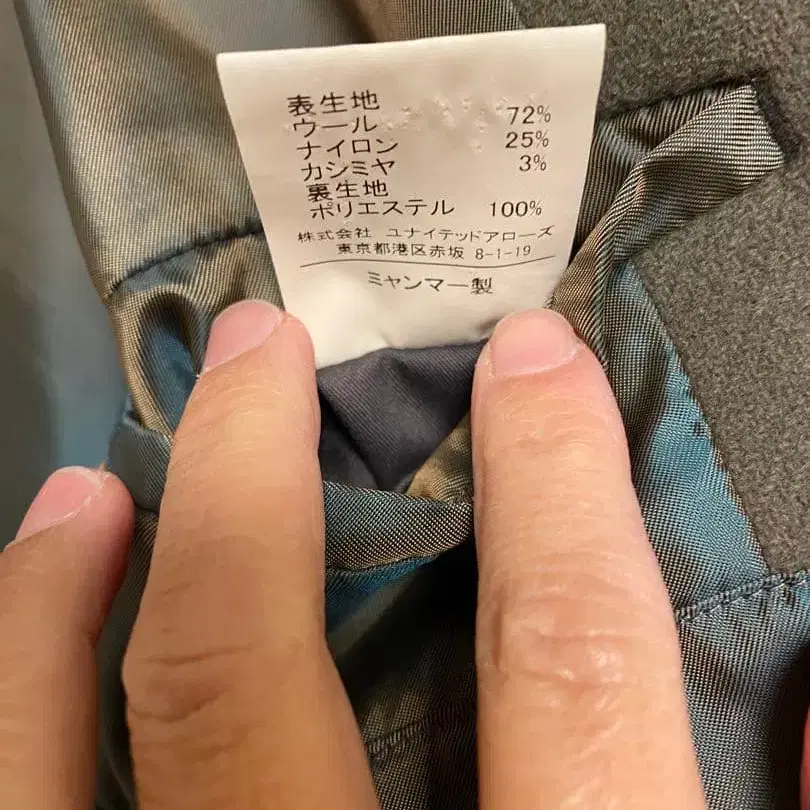 表生地
ウール 72%
ナイロン 25%
カシミヤ 3%
裏生地
ポリエステル 100%
株式会社 ユナイテッドアローズ
東京都港区赤坂 8-1-19
ミャンマー製